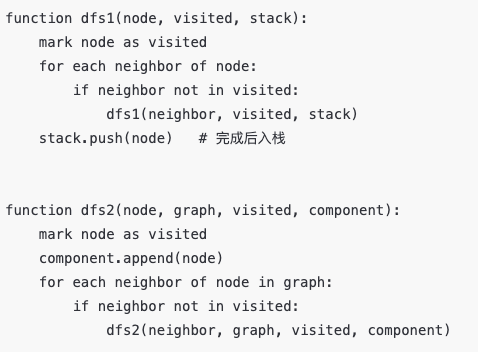 function dfs1(node, visited, stack):
    mark node as visited
    for each neighbor of node:
        if neighbor not in visited:
            dfs1(neighbor, visited, stack)
    stack.push(node)   # 完成后入栈

function dfs2(node, graph, visited, component):
    mark node as visited
    component.append(node)
    for each neighbor of node in graph:
        if neighbor not in visited:
            dfs2(neighbor, graph, visited, component)